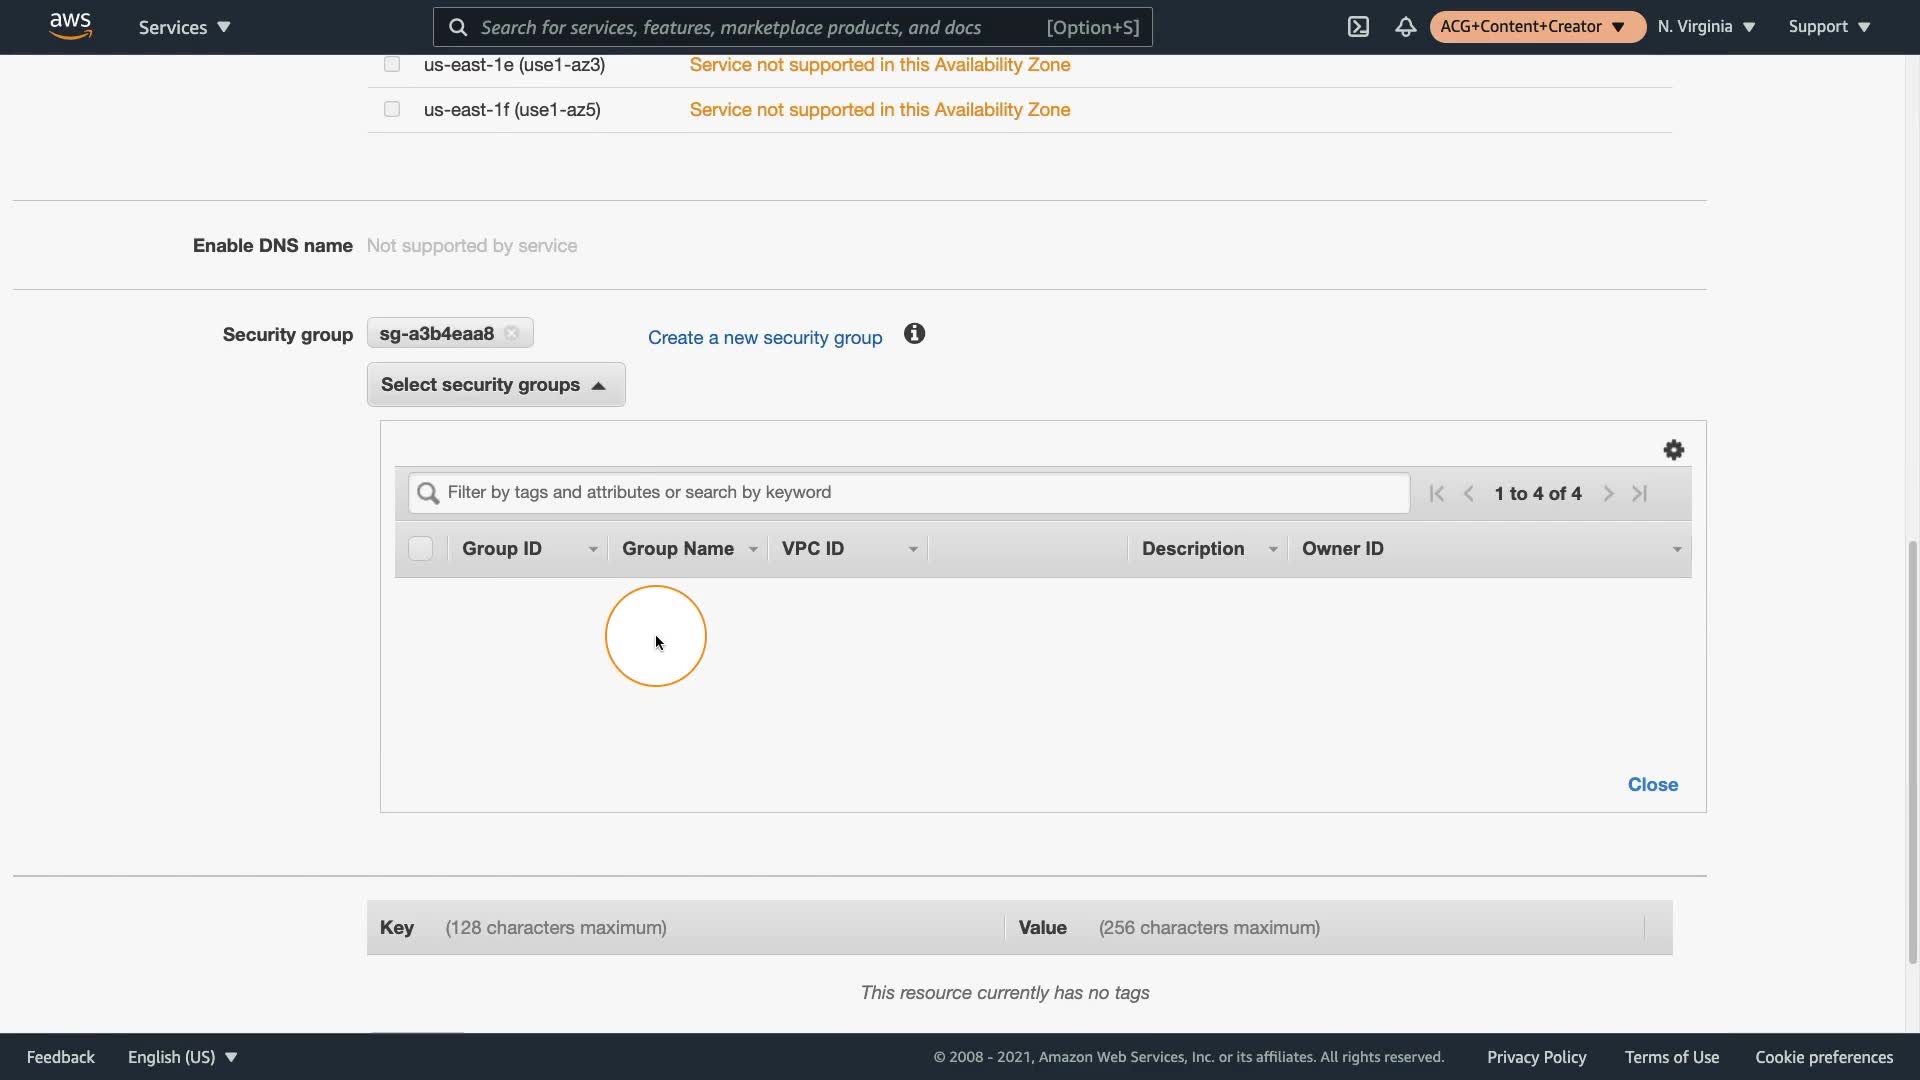 aws Services Search for services, features, marketplace products, and docs [Option+S] ACG+Content+Creator N. Virginia Support
us-east-1e (use1-az3) Service not supported in this Availability Zone
us-east-1f (use1-az5) Service not supported in this Availability Zone
Enable DNS name Not supported by service
Security group sg-a3b4eaa8 Create a new security group
Select security groups
Filter by tags and attributes or search by keyword 1 to 4 of 4
Group ID Group Name VPC ID Description Owner ID
Close
Key (128 characters maximum) Value (256 characters maximum)
This resource currently has no tags
Feedback English (US) © 2008 - 2021, Amazon Web Services, Inc. or its affiliates. All rights reserved. Privacy Policy Terms of Use Cookie preferences